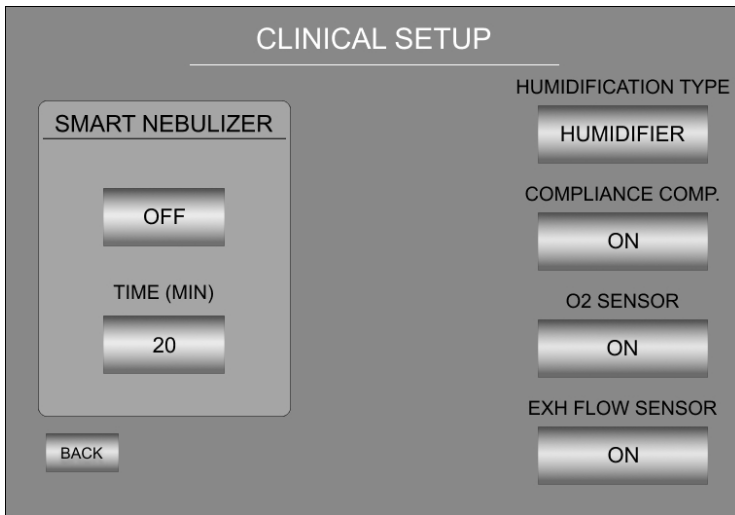 CLINICAL SETUP
SMART NEBULIZER
OFF
TIME (MIN)
20
BACK
HUMIDIFICATION TYPE
HUMIDIFIER
COMPLIANCE COMP.
ON
O2 SENSOR
ON
EXH FLOW SENSOR
ON